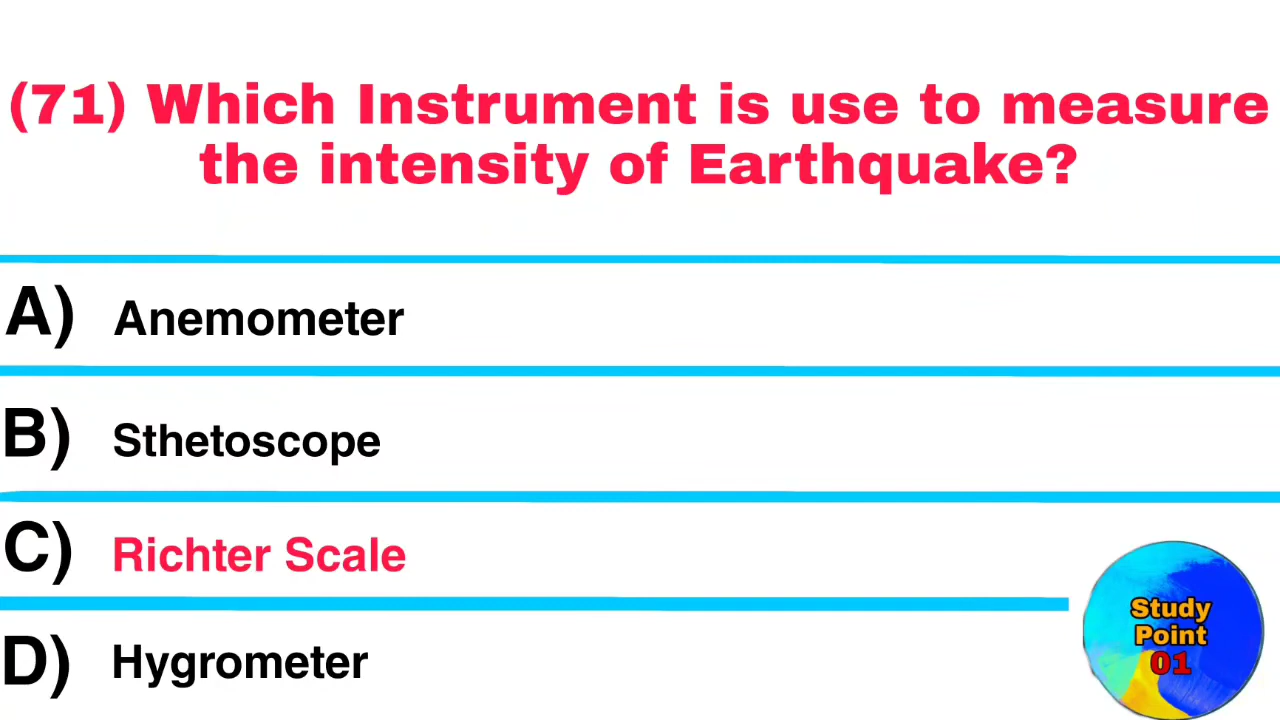 (71) Which Instrument is use to measure
the intensity of Earthquake?
A) Anemometer
B) Sthetoscope
C) Richter Scale
D) Hygrometer
Study
Point
01